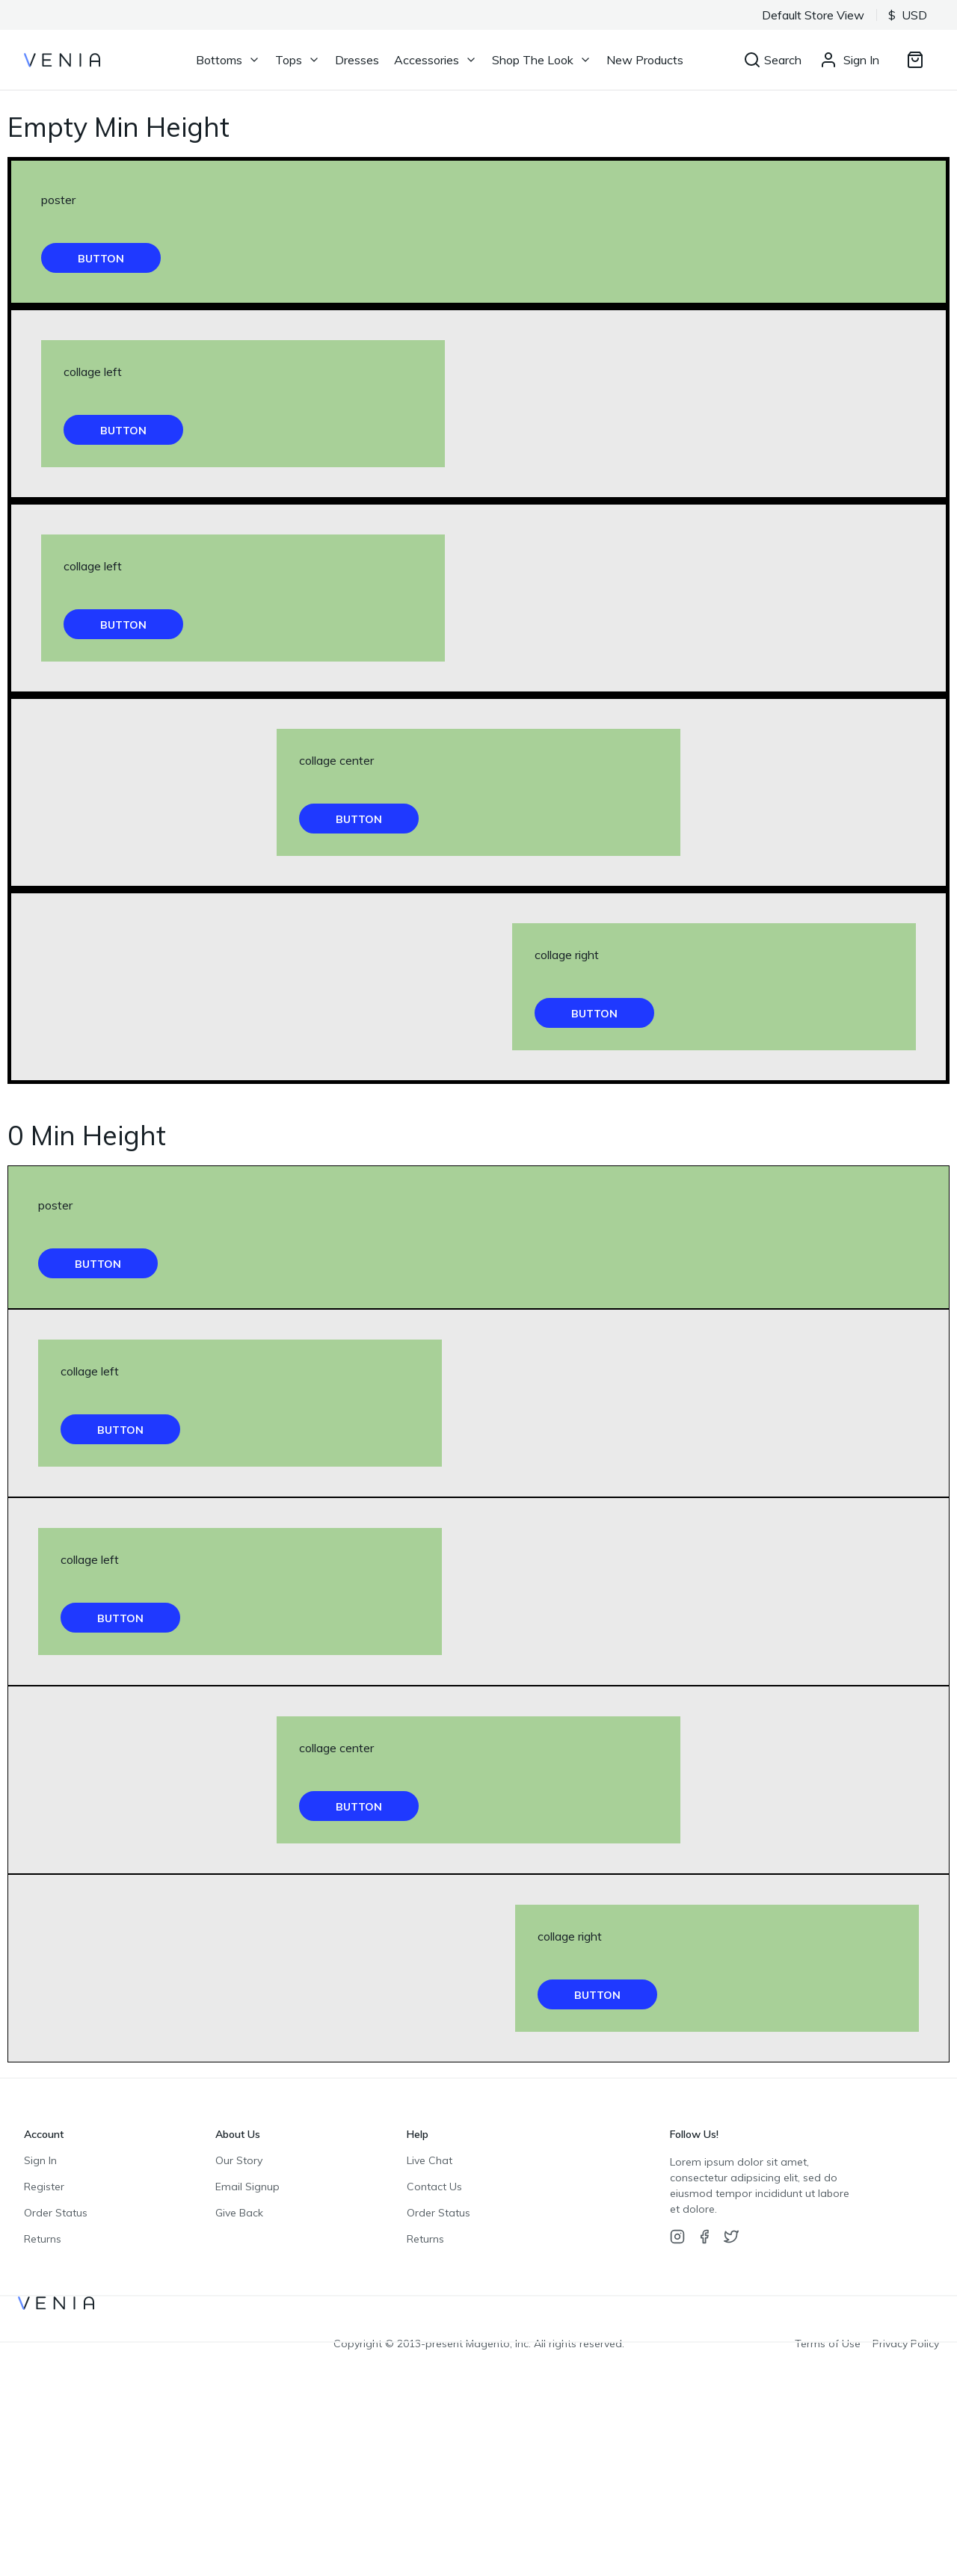 Default Store View $ USD
VENIA Bottoms Tops Dresses Accessories Shop The Look New Products Search Sign In
Empty Min Height
poster
BUTTON
collage left
BUTTON
collage left
BUTTON
collage center
BUTTON
collage right
BUTTON
0 Min Height
poster
BUTTON
collage left
BUTTON
collage left
BUTTON
collage center
BUTTON
collage right
BUTTON
Account
Sign In
Register
Order Status
Returns
About Us
Our Story
Email Signup
Give Back
Help
Live Chat
Contact Us
Order Status
Returns
Follow Us!
Lorem ipsum dolor sit amet,
consectetur adipsicing elit, sed do
eiusmod tempor incididunt ut labore
et dolore.
VENIA
Copyright © 2013-present Magento, Inc. All rights reserved.
Terms of Use Privacy Policy